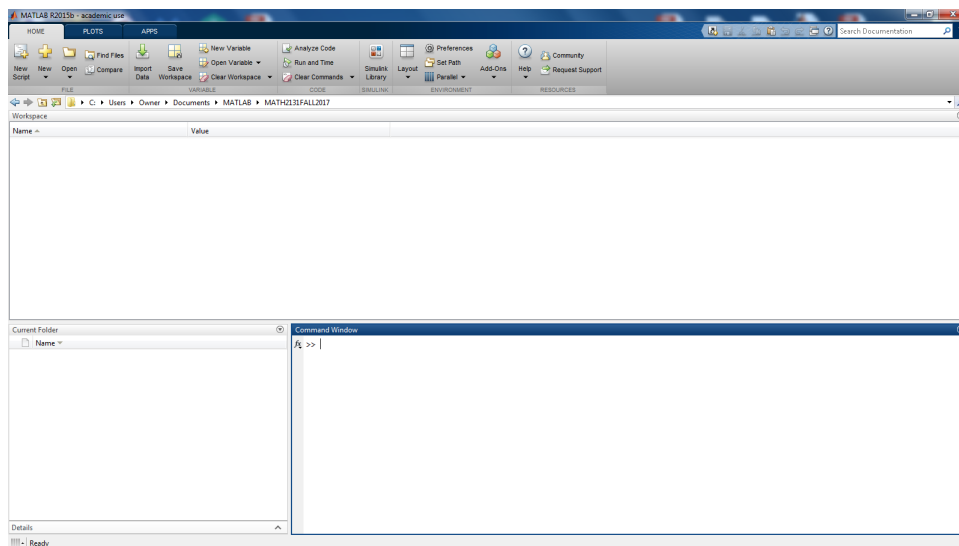 MATLAB R2015b - academic use
HOME PLOTS APPS
Search Documentation
New Script
New
Open
Find Files
Compare
Import Data
Save Workspace
New Variable
Open Variable
Clear Workspace
Analyze Code
Run and Time
Clear Commands
Simulink Library
Layout
Preferences
Set Path
Parallel
Add-Ons
Help
Community
Request Support
FILE VARIABLE CODE SIMULINK ENVIRONMENT RESOURCES
C: Users Owner Documents MATLAB MATH2131FALL2017
Workspace
Name Value
Current Folder
Name
Command Window
fx >>
Details
Ready